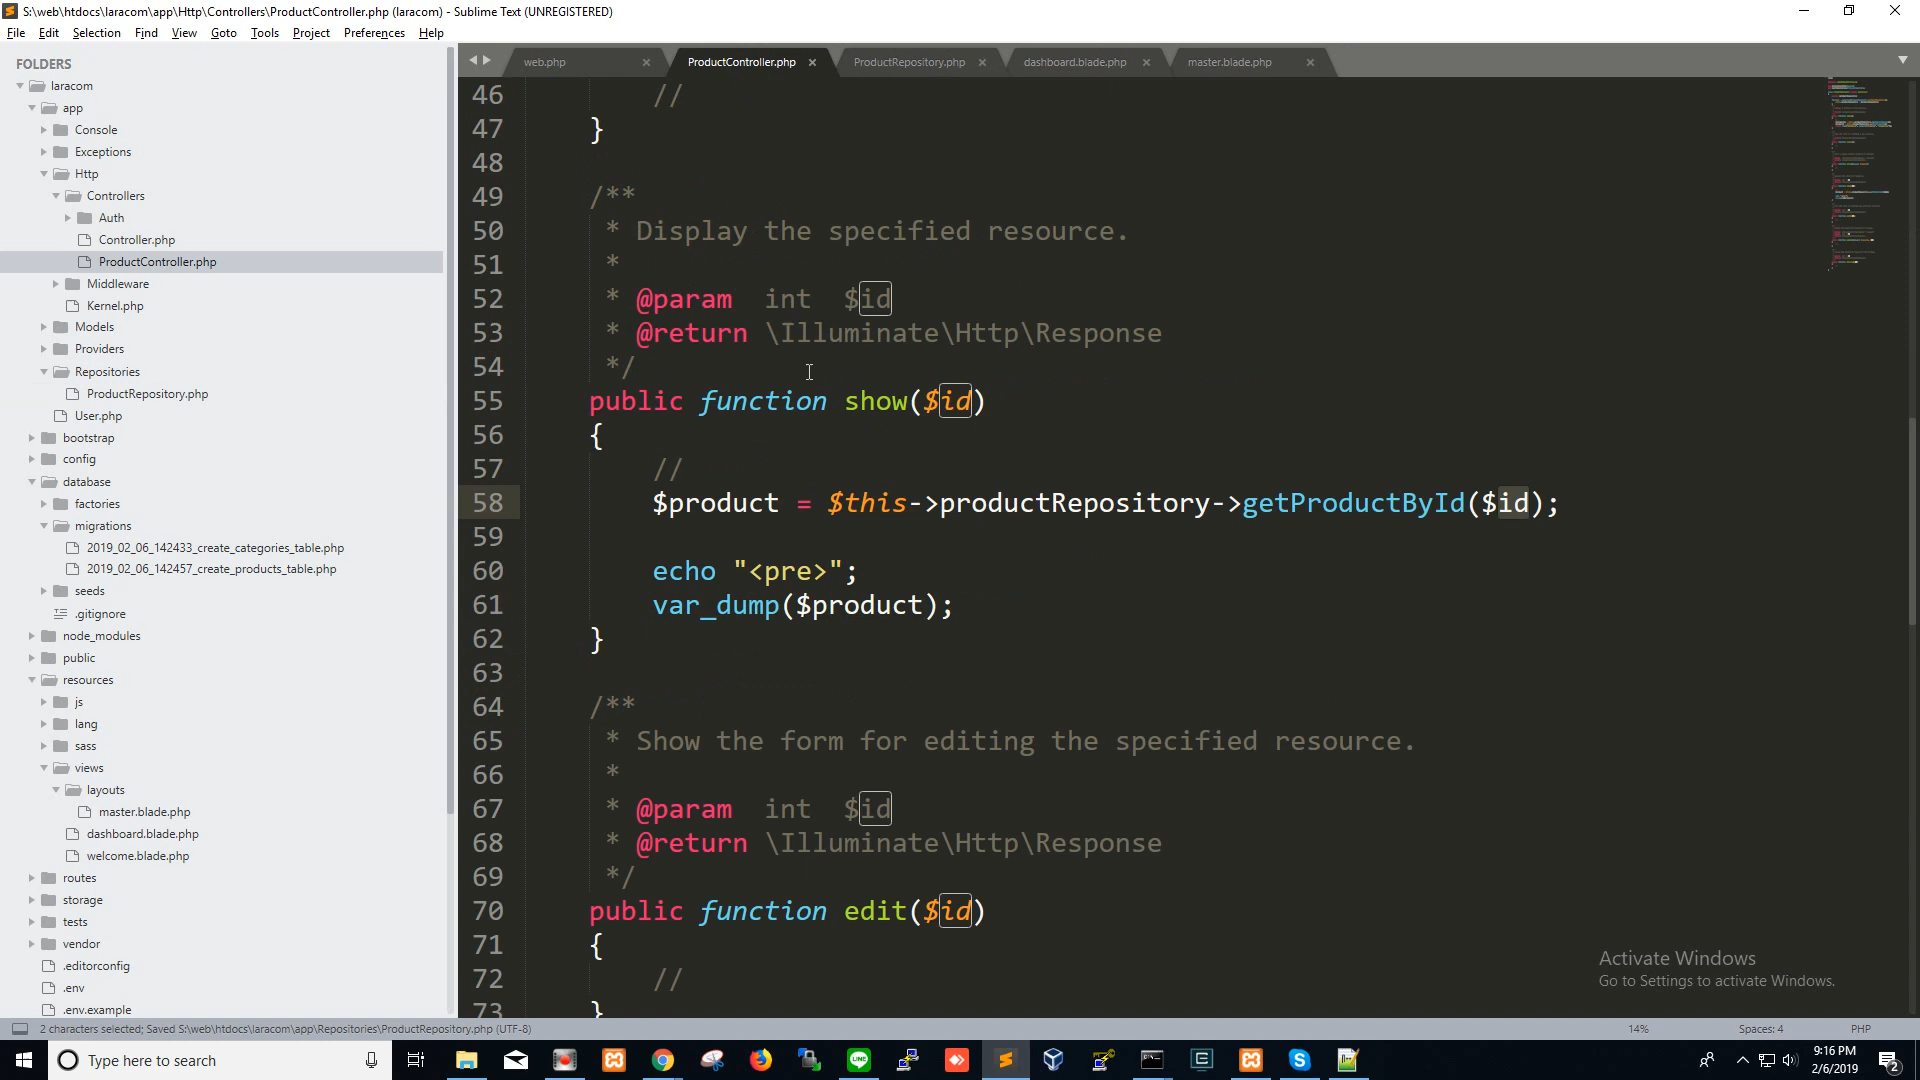 S:\web\htdocs\laracom\app\Http\Controllers\ProductController.php (laracom) - Sublime Text (UNREGISTERED)
File Edit Selection Find View Goto Tools Project Preferences Help
FOLDERS
laracom
app
Console
Exceptions
Http
Controllers
Auth
Controller.php
ProductController.php
Middleware
Kernel.php
Models
Providers
Repositories
ProductRepository.php
User.php
bootstrap
config
database
factories
migrations
2019_02_06_142433_create_categories_table.php
2019_02_06_142457_create_products_table.php
seeds
.gitignore
node_modules
public
resources
js
lang
sass
views
layouts
master.blade.php
dashboard.blade.php
welcome.blade.php
routes
storage
tests
vendor
.editorconfig
.env
.env.example
web.php ProductController.php ProductRepository.php dashboard.blade.php master.blade.php
46 //
47 }
48
49 /**
50 * Display the specified resource.
51 *
52 * @param int $id
53 * @return \Illuminate\Http\Response
54 */
55 public function show($id)
56 {
57 //
58 $product = $this->productRepository->getProductById($id);
59
60 echo "<pre>";
61 var_dump($product);
62 }
63
64 /**
65 * Show the form for editing the specified resource.
66 *
67 * @param int $id
68 * @return \Illuminate\Http\Response
69 */
70 public function edit($id)
71 {
72 //
73 }
Activate Windows
Go to Settings to activate Windows.
2 characters selected; Saved S:\web\htdocs\laracom\app\Repositories\ProductRepository.php (UTF-8) 14% Spaces: 4 PHP
Type here to search
9:16 PM
2/6/2019
2